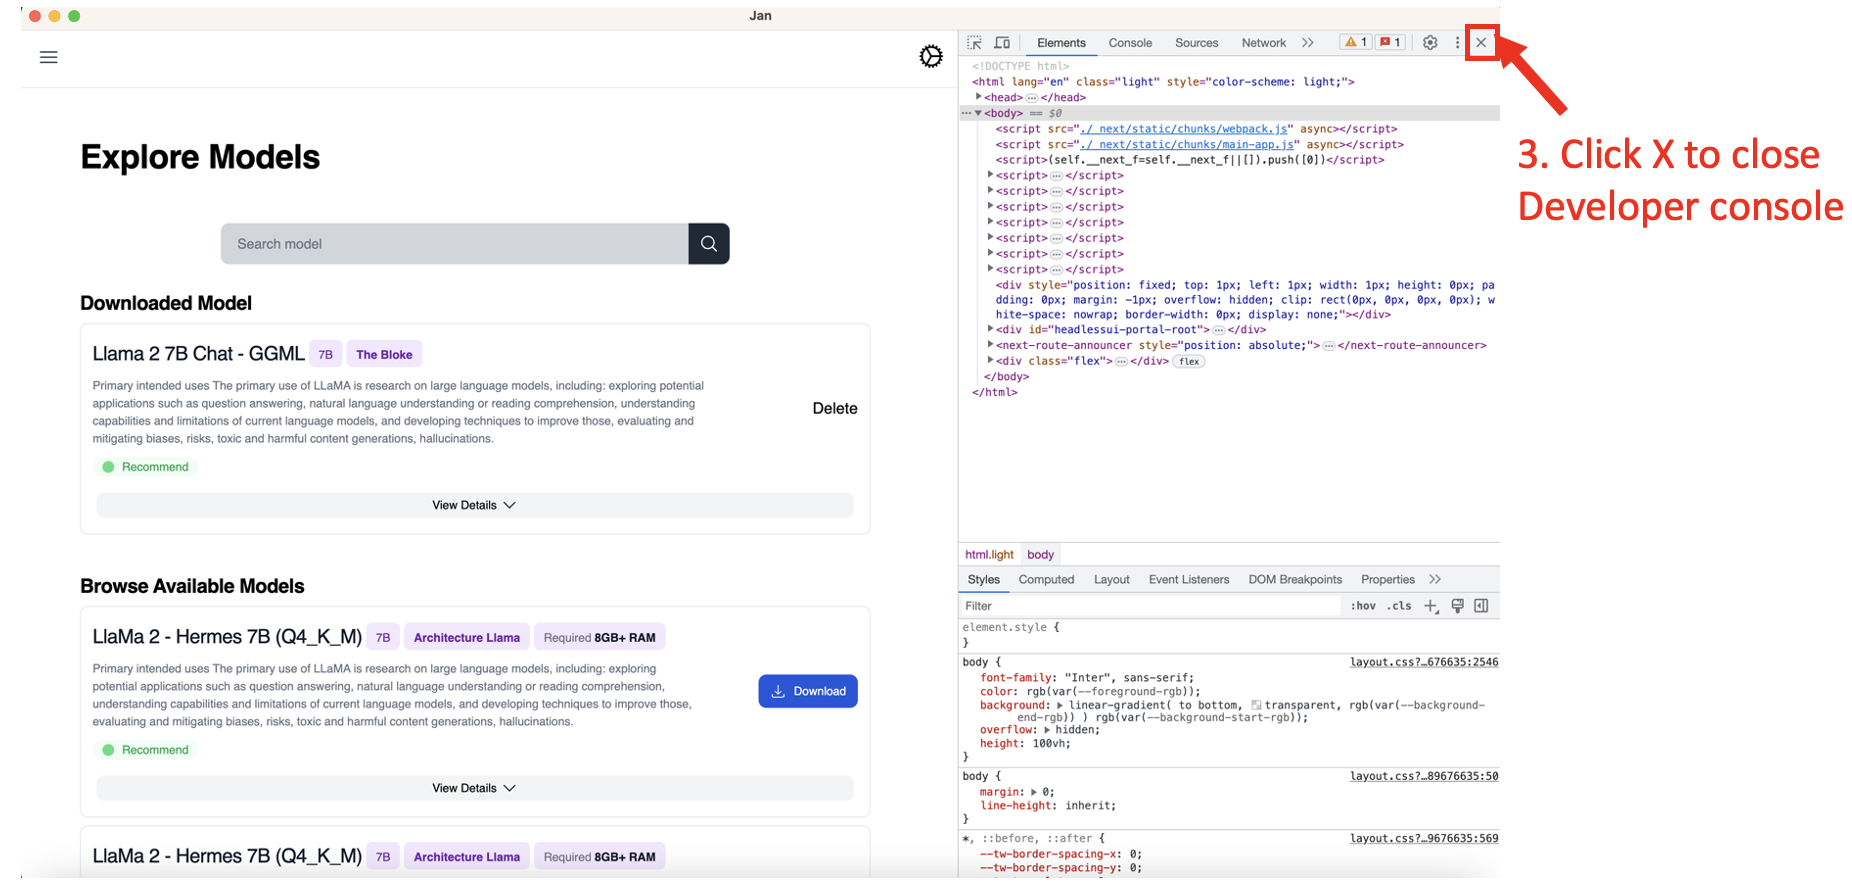 Jan
Elements Console Sources Network >> 1 1
3. Click X to close
Developer console
Explore Models
Search model
Downloaded Model
Llama 2 7B Chat - GGML 7B The Bloke
Primary intended uses The primary use of LLaMA is research on large language models, including: exploring potential
applications such as question answering, natural language understanding or reading comprehension, understanding
capabilities and limitations of current language models, and developing techniques to improve those, evaluating and
mitigating biases, risks, toxic and harmful content generations, hallucinations.
Delete
Recommend
View Details
Browse Available Models
LlaMa 2 - Hermes 7B (Q4_K_M) 7B Architecture Llama Required 8GB+ RAM
Primary intended uses The primary use of LLaMA is research on large language models, including: exploring
potential applications such as question answering, natural language understanding or reading comprehension,
understanding capabilities and limitations of current language models, and developing techniques to improve those,
evaluating and mitigating biases, risks, toxic and harmful content generations, hallucinations.
Download
Recommend
View Details
LlaMa 2 - Hermes 7B (Q4_K_M) 7B Architecture Llama Required 8GB+ RAM
<!DOCTYPE html>
<html lang="en" class="light" style="color-scheme: light;">
<head>…</head>
…<body> == $0
<script src="./_next/static/chunks/webpack.js" async></script>
<script src="./_next/static/chunks/main-app.js" async></script>
<script>(self.__next_f=self.__next_f||[]).push([0])</script>
<script>…</script>
<script>…</script>
<script>…</script>
<script>…</script>
<script>…</script>
<script>…</script>
<script>…</script>
<div style="position: fixed; top: 1px; left: 1px; width: 1px; height: 0px; pa
dding: 0px; margin: -1px; overflow: hidden; clip: rect(0px, 0px, 0px, 0px); w
hite-space: nowrap; border-width: 0px; display: none;"></div>
<div id="headlessui-portal-root">…</div>
<next-route-announcer style="position: absolute;">…</next-route-announcer>
<div class="flex">…</div> flex
</body>
</html>
html.light body
Styles Computed Layout Event Listeners DOM Breakpoints Properties >>
Filter :hov .cls
element.style {
}
body { layout.css?…676635:2546
font-family: "Inter", sans-serif;
color: rgb(var(--foreground-rgb));
background: linear-gradient( to bottom, transparent, rgb(var(--background-
end-rgb)) ) rgb(var(--background-start-rgb));
overflow: hidden;
height: 100vh;
}
body { layout.css?…89676635:50
margin: 0;
line-height: inherit;
}
*, ::before, ::after { layout.css?…9676635:569
--tw-border-spacing-x: 0;
--tw-border-spacing-y: 0;